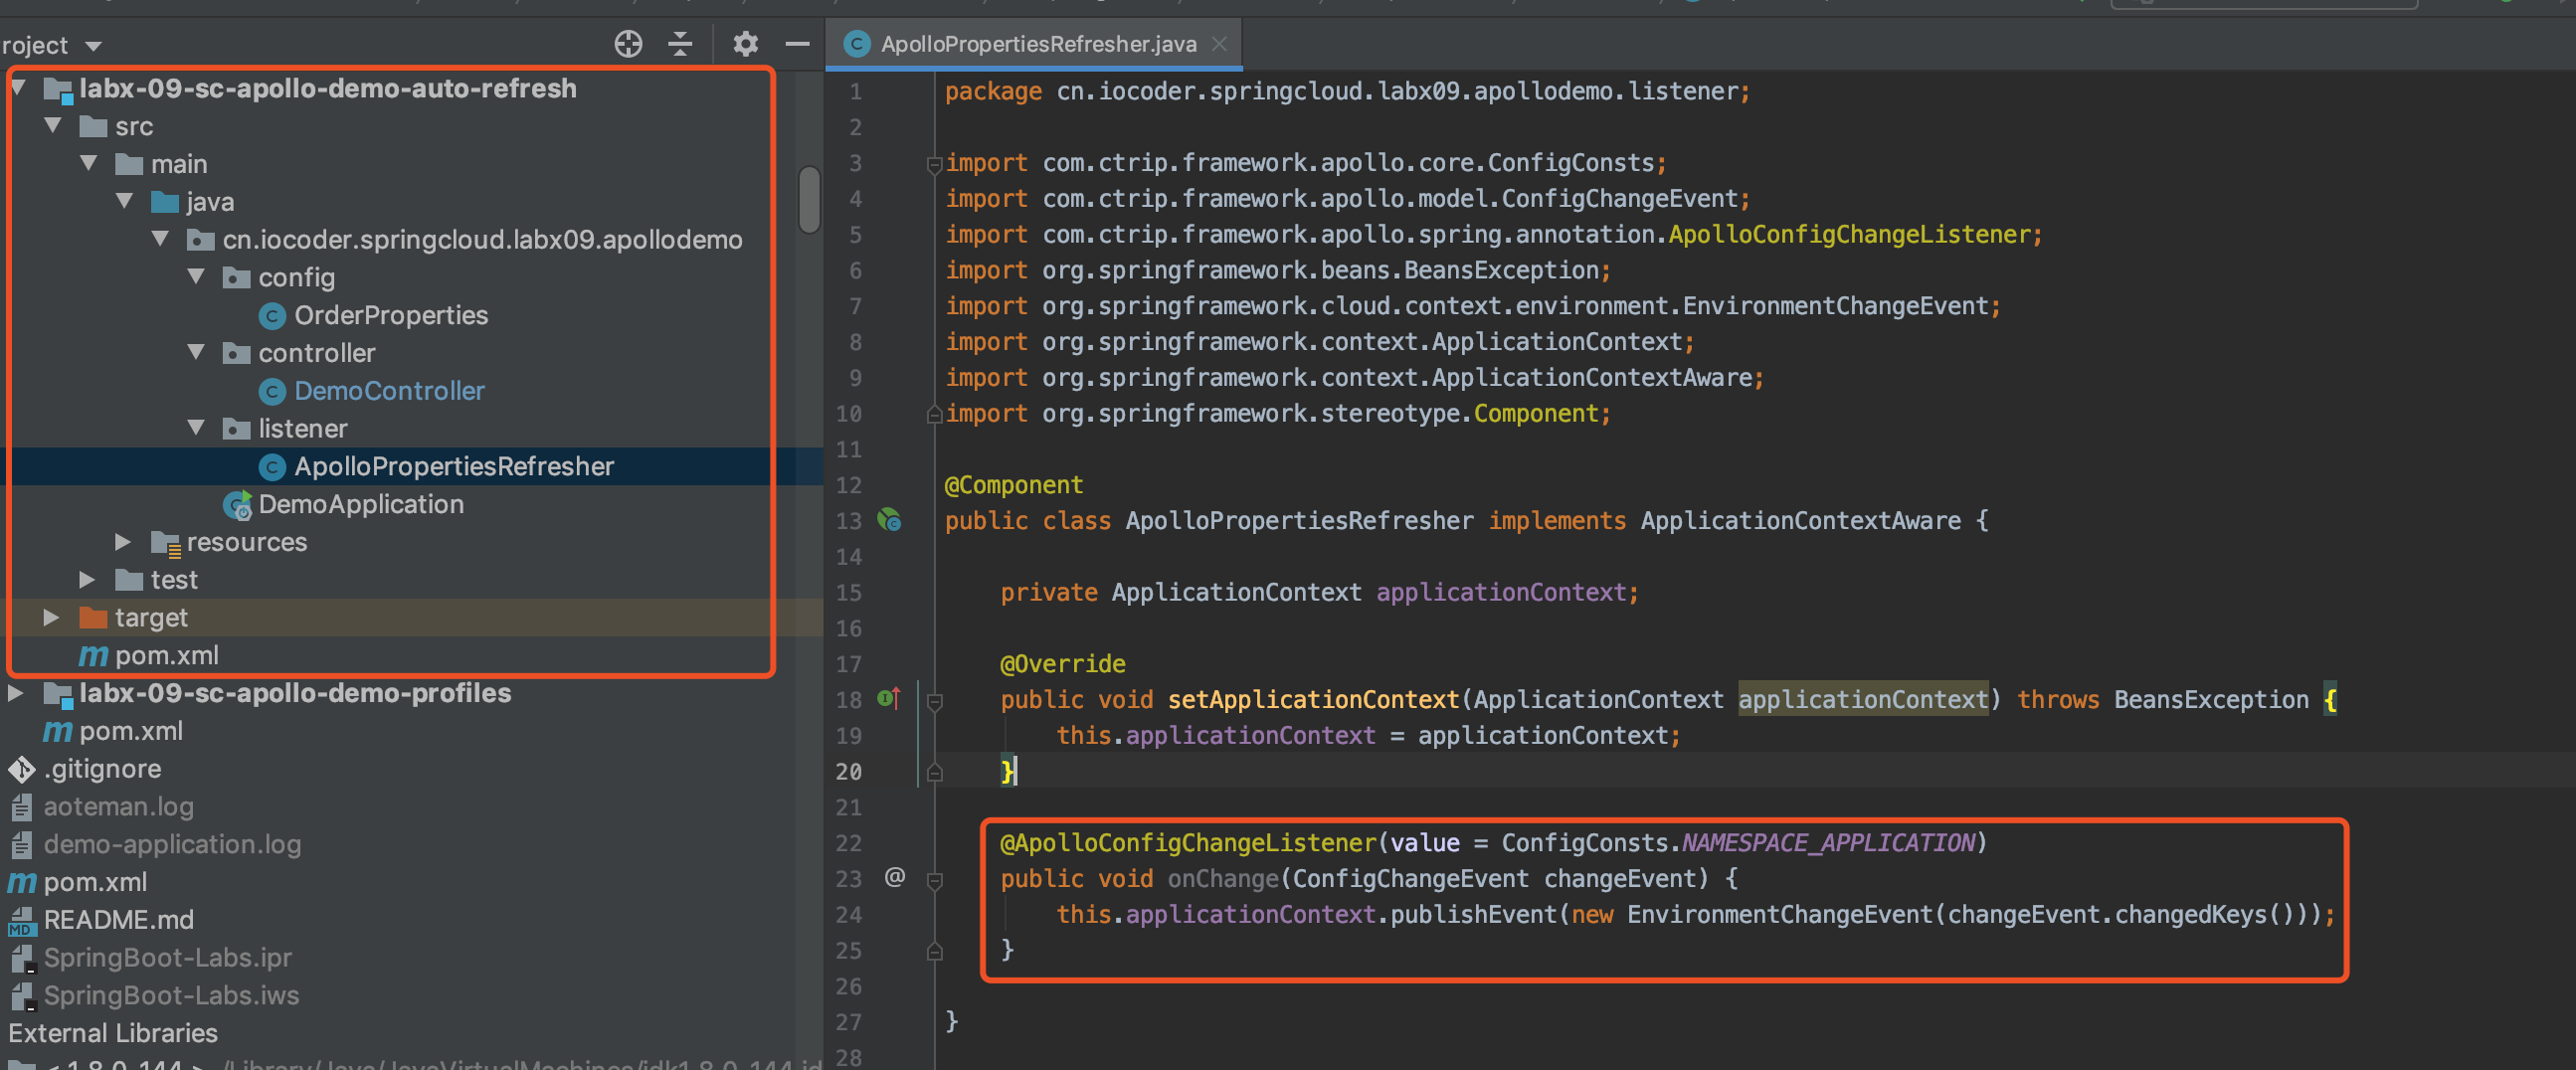 roject
labx-09-sc-apollo-demo-auto-refresh
src
main
java
cn.iocoder.springcloud.labx09.apollodemo
config
OrderProperties
controller
DemoController
listener
ApolloPropertiesRefresher
DemoApplication
resources
test
target
pom.xml
labx-09-sc-apollo-demo-profiles
pom.xml
.gitignore
aoteman.log
demo-application.log
pom.xml
README.md
SpringBoot-Labs.ipr
SpringBoot-Labs.iws
External Libraries
ApolloPropertiesRefresher.java
1 package cn.iocoder.springcloud.labx09.apollodemo.listener;
2
3 import com.ctrip.framework.apollo.core.ConfigConsts;
4 import com.ctrip.framework.apollo.model.ConfigChangeEvent;
5 import com.ctrip.framework.apollo.spring.annotation.ApolloConfigChangeListener;
6 import org.springframework.beans.BeansException;
7 import org.springframework.cloud.context.environment.EnvironmentChangeEvent;
8 import org.springframework.context.ApplicationContext;
9 import org.springframework.context.ApplicationContextAware;
10 import org.springframework.stereotype.Component;
11
12 @Component
13 public class ApolloPropertiesRefresher implements ApplicationContextAware {
14
15 private ApplicationContext applicationContext;
16
17 @Override
18 public void setApplicationContext(ApplicationContext applicationContext) throws BeansException {
19 this.applicationContext = applicationContext;
20 }
21
22 @ApolloConfigChangeListener(value = ConfigConsts.NAMESPACE_APPLICATION)
23 public void onChange(ConfigChangeEvent changeEvent) {
24 this.applicationContext.publishEvent(new EnvironmentChangeEvent(changeEvent.changedKeys()));
25 }
26
27 }
28